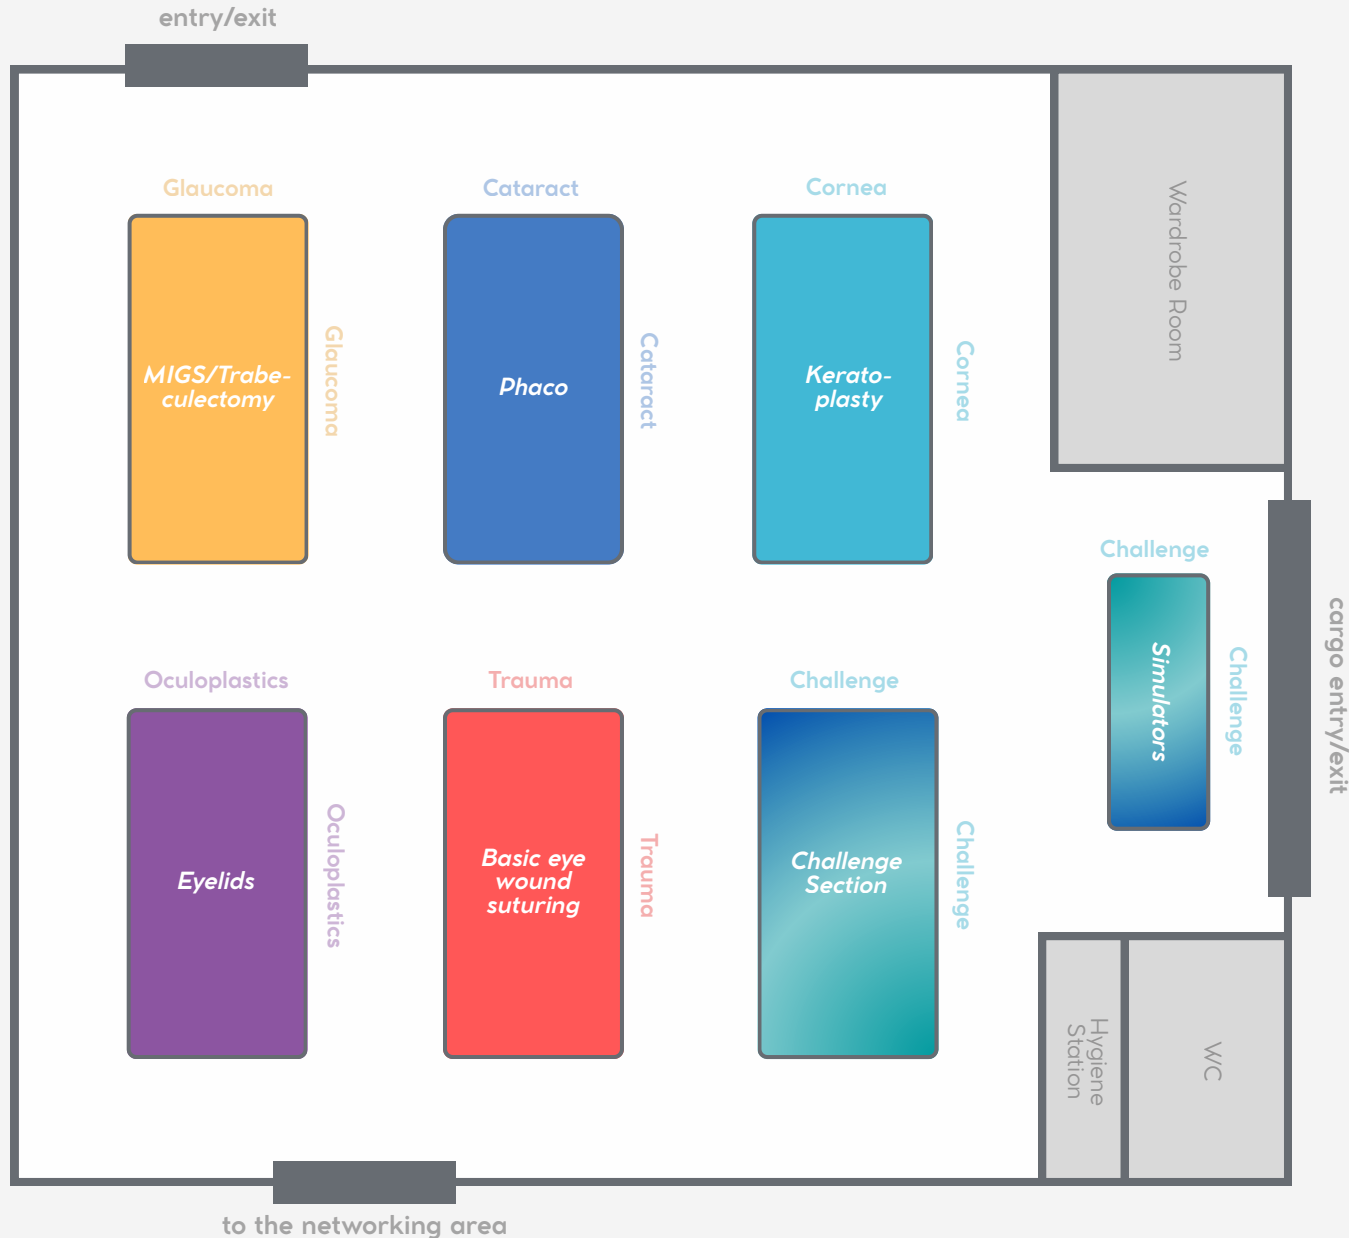 entry/exit
Glaucoma
Cataract
Cornea
Wardrobe Room
MIGS/Trabe-
culectomy
Glaucoma
Phaco
Cataract
Kerato-
plasty
Cornea
Challenge
Simulators
Challenge
cargo entry/exit
Oculoplastics
Trauma
Challenge
Eyelids
Oculoplastics
Basic eye
wound
suturing
Trauma
Challenge
Section
Challenge
Hygiene
Station
WC
to the networking area